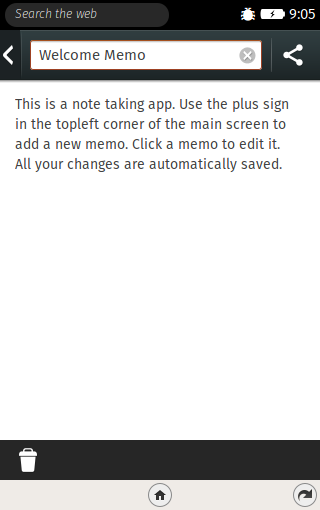 Search the web
9:05
Welcome Memo
This is a note taking app. Use the plus sign
in the topleft corner of the main screen to
add a new memo. Click a memo to edit it.
All your changes are automatically saved.